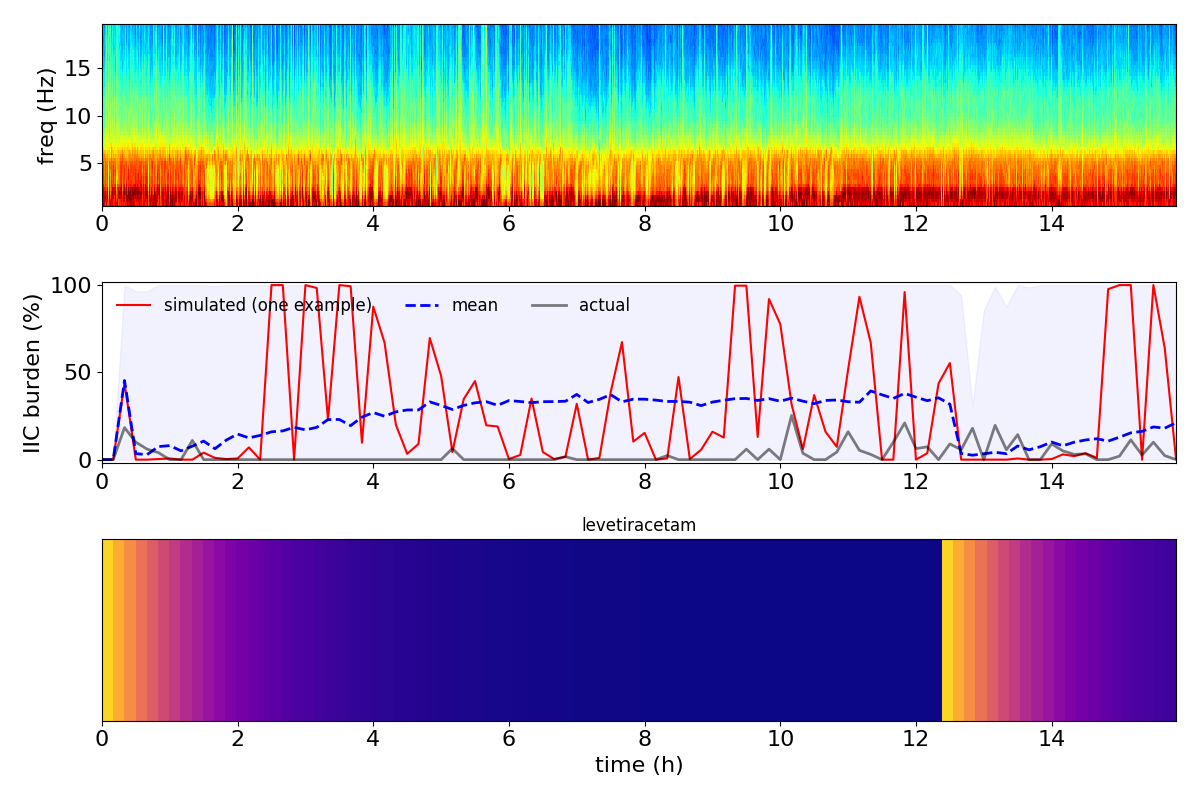 freq (Hz)
15
10
5
0 2 4 6 8 10 12 14
IIC burden (%)
100
50
0
simulated (one example) mean actual
0 2 4 6 8 10 12 14
levetiracetam
0 2 4 6 8 10 12 14
time (h)